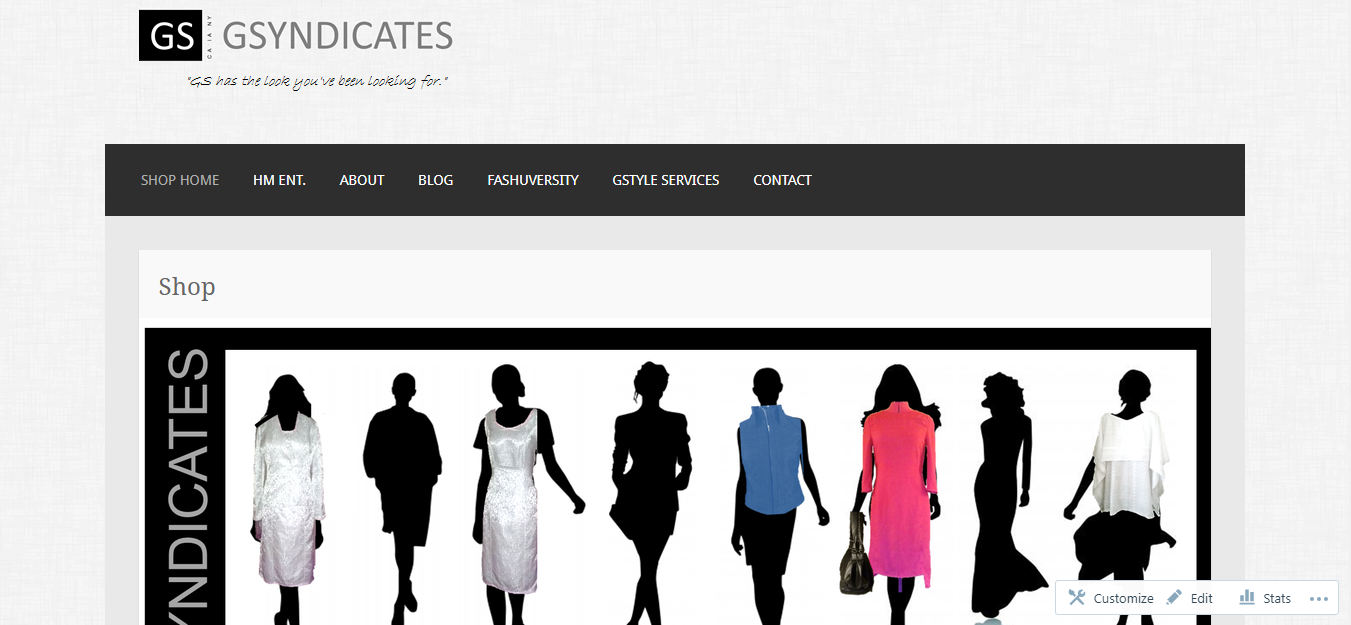 GS CA IA NY GSYNDICATES
"GS has the look you've been looking for."
SHOP HOME HM ENT. ABOUT BLOG FASHUVERSITY GSTYLE SERVICES CONTACT
Shop
YNDICATES
Customize Edit Stats